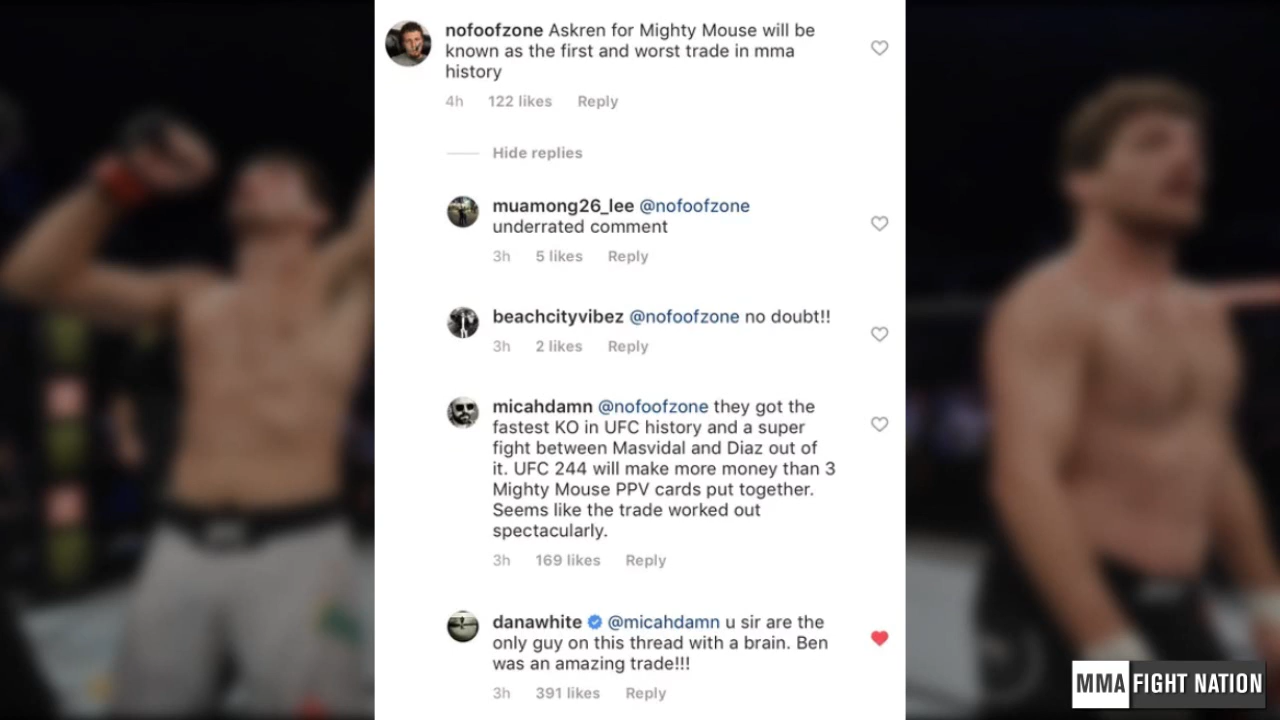 nofoofzone Askren for Mighty Mouse will be
known as the first and worst trade in mma
history
4h 122 likes Reply
Hide replies
muamong26_lee @nofoofzone
underrated comment
3h 5 likes Reply
beachcityvibez @nofoofzone no doubt!!
3h 2 likes Reply
micahdamn @nofoofzone they got the
fastest KO in UFC history and a super
fight between Masvidal and Diaz out of
it. UFC 244 will make more money than 3
Mighty Mouse PPV cards put together.
Seems like the trade worked out
spectacularly.
3h 169 likes Reply
danawhite @micahdamn u sir are the
only guy on this thread with a brain. Ben
was an amazing trade!!!
3h 391 likes Reply
MMA FIGHT NATION